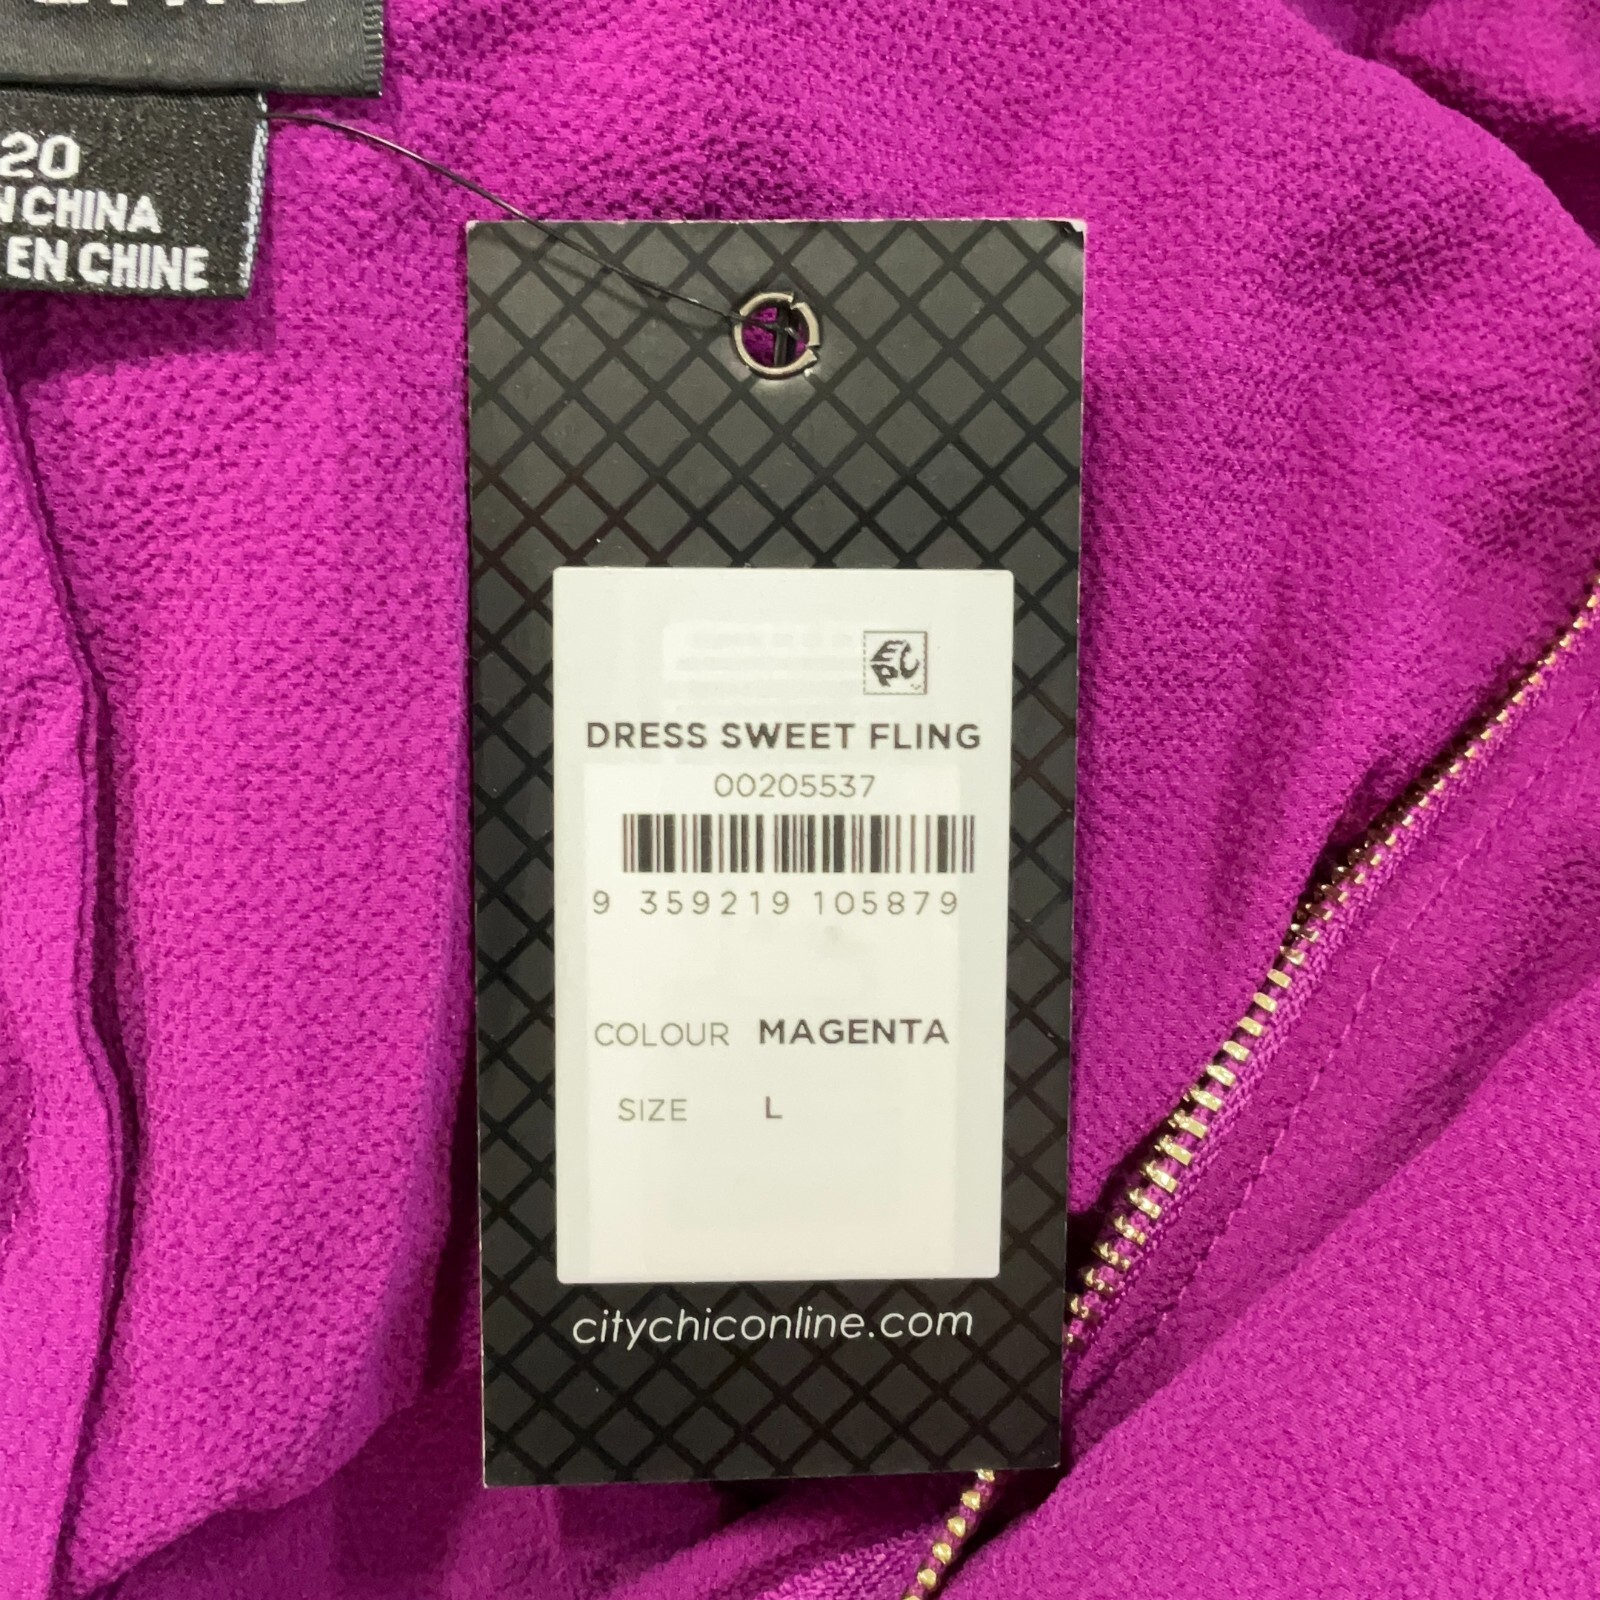 20
N CHINA
EN CHINE
DRESS SWEET FLING
00205537
9 359219 105879
COLOUR MAGENTA
SIZE L
citychiconline.com